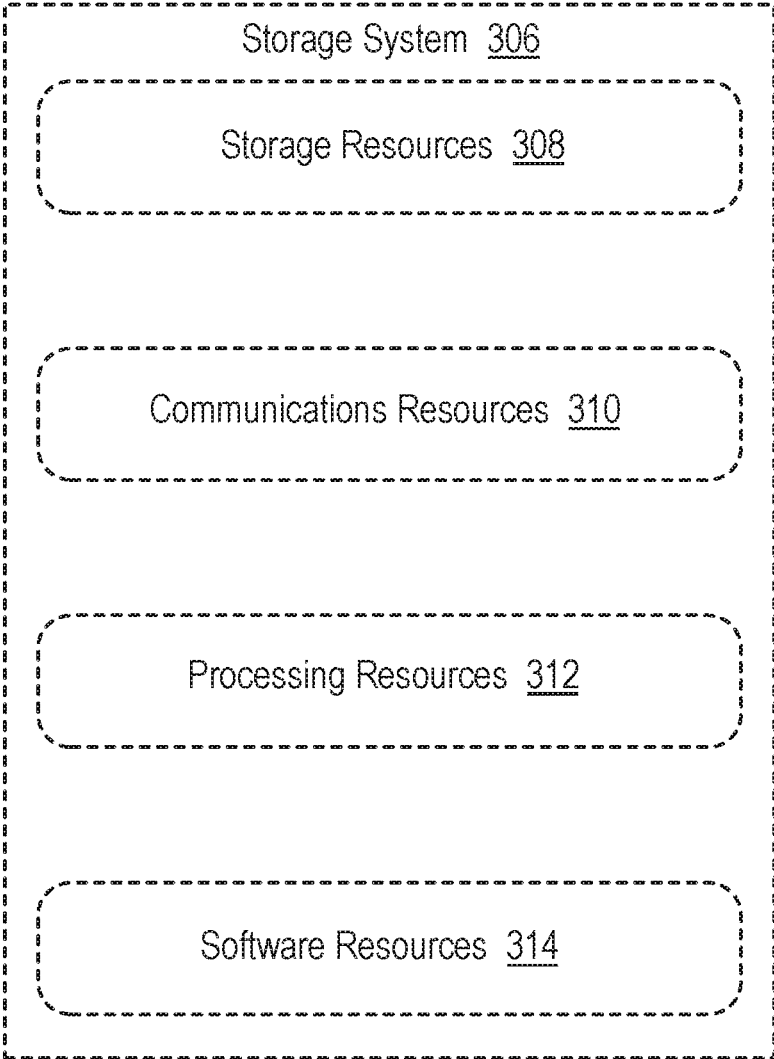 Storage System 306
Storage Resources 308
Communications Resources 310
Processing Resources 312
Software Resources 314